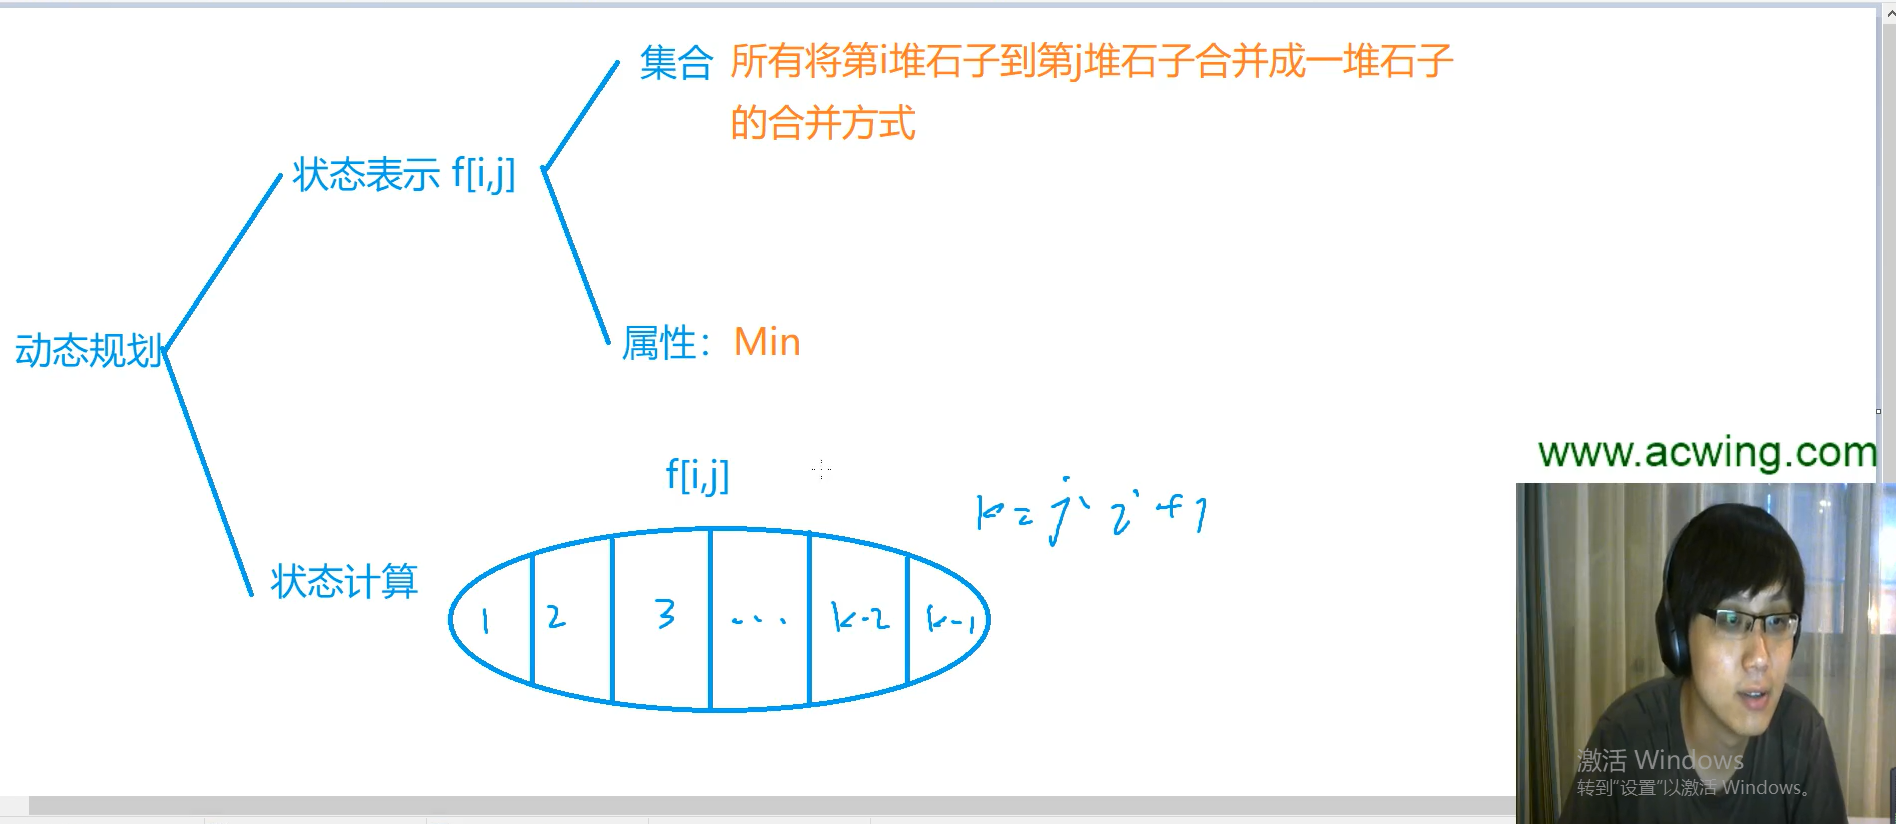 集合 所有将第i堆石子到第j堆石子合并成一堆石子
的合并方式
状态表示 f[i,j]
动态规划
属性：Min
f[i,j]
www.acwing.com
k = j - i + 1
状态计算
1 2 3 ... k-2 k-1
激活 Windows
转到“设置”以激活 Windows。